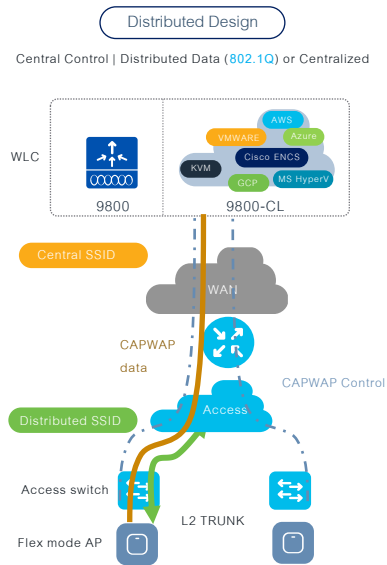 Distributed Design
Central Control | Distributed Data (802.1Q) or Centralized
AWS
VMWARE
Azure
WLC
Cisco ENCS
KVM
GCP
MS HyperV
9800
9800-CL
Central SSID
WAN
CAPWAP
data
CAPWAP Control
Distributed SSID
Access
Access switch
L2 TRUNK
Flex mode AP